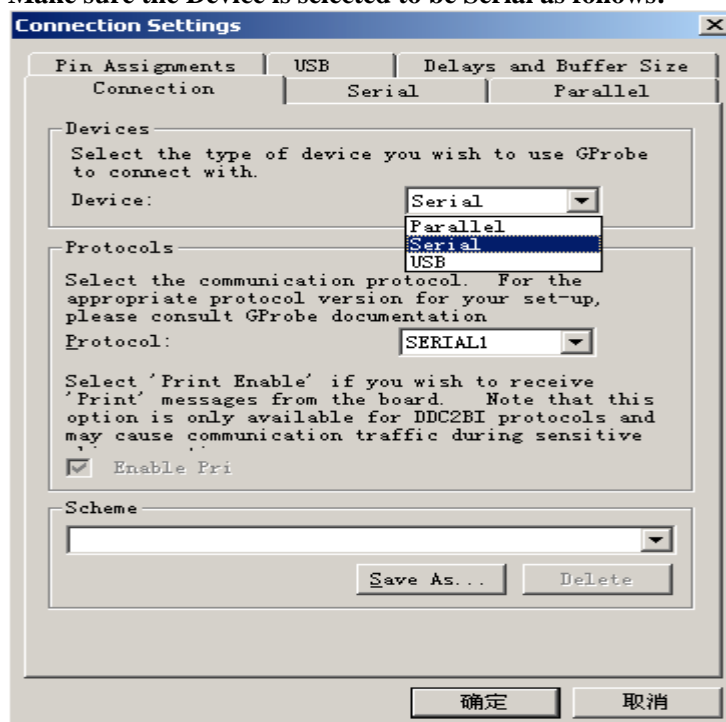 Make sure the Device is selected to be Serial as follows:
Connection Settings
Pin Assignments USB Delays and Buffer Size
Connection Serial Parallel
Devices
Select the type of device you wish to use GProbe
to connect with.
Device: Serial
Parallel
Serial
USB
Protocols
Select the communication protocol. For the
appropriate protocol version for your set-up,
please consult GProbe documentation
Protocol: SERIAL1
Select 'Print Enable' if you wish to receive
'Print' messages from the board. Note that this
option is only available for DDC2BI protocols and
may cause communication traffic during sensitive
Enable Pri
Scheme
Save As... Delete
确定 取消